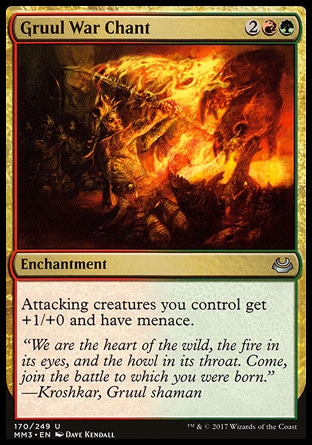 Gruul War Chant 2
Enchantment
Attacking creatures you control get
+1/+0 and have menace.
“We are the heart of the wild, the fire in
its eyes, and the howl in its throat. Come,
join the battle to which you were born.”
—Kroshkar, Gruul shaman
170/249 U
MM3 • EN Dave Kendall ™ & © 2017 Wizards of the Coast